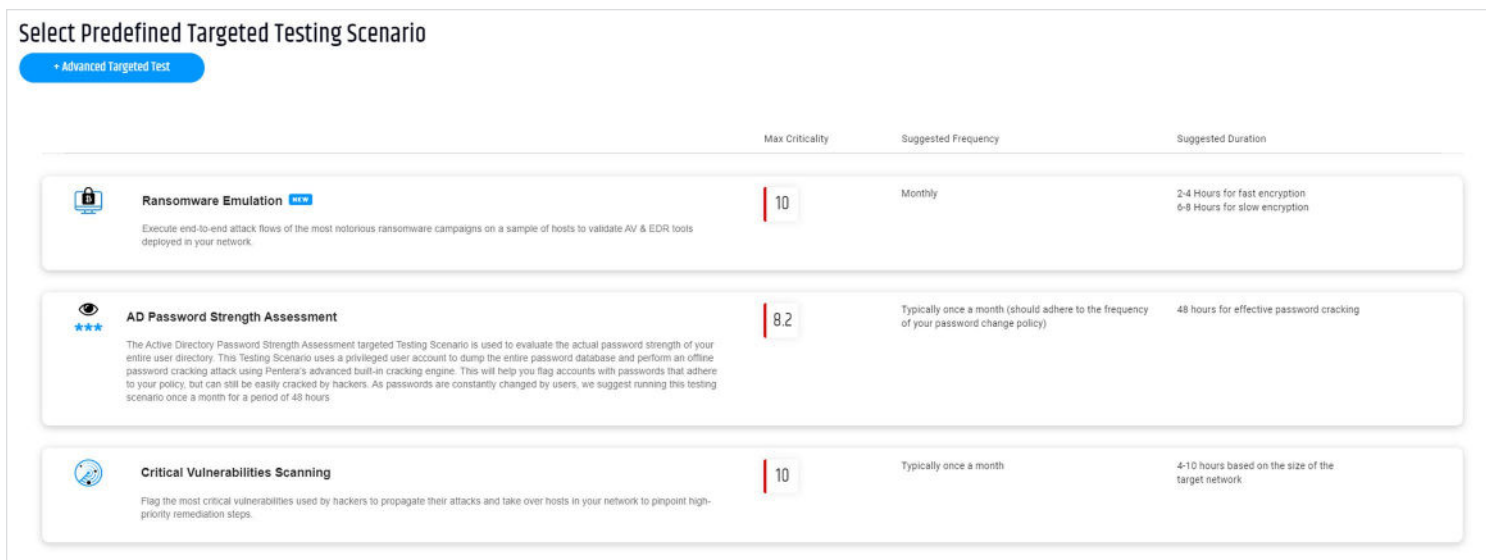 Select Predefined Targeted Testing Scenario
+ Advanced Targeted Test
Max Criticality
Suggested Frequency
Suggested Duration
Ransomware Emulation NEW
Execute end-to-end attack flows of the most notorious ransomware campaigns on a sample of hosts to validate AV & EDR tools
deployed in your network
10
Monthly
2-4 Hours for fast encryption
6-8 Hours for slow encryption
AD Password Strength Assessment
The Active Directory Password Strength Assessment targeted Testing Scenario is used to evaluate the actual password strength of your
entire user directory. This Testing Scenario uses a privileged user account to dump the entire password database and perform an offline
password cracking attack using Pentera's advanced built-in cracking engine. This will help you flag accounts with passwords that adhere
to your policy, but can still be easily cracked by hackers. As passwords are constantly changed by users, we suggest running this testing
scenario once a month for a period of 48 hours
8.2
Typically once a month (should adhere to the frequency
of your password change policy)
48 hours for effective password cracking
Critical Vulnerabilities Scanning
Flag the most critical vulnerabilities used by hackers to propagate their attacks and take over hosts in your network to pinpoint high-
priority remediation steps.
10
Typically once a month
4-10 hours based on the size of the
target network